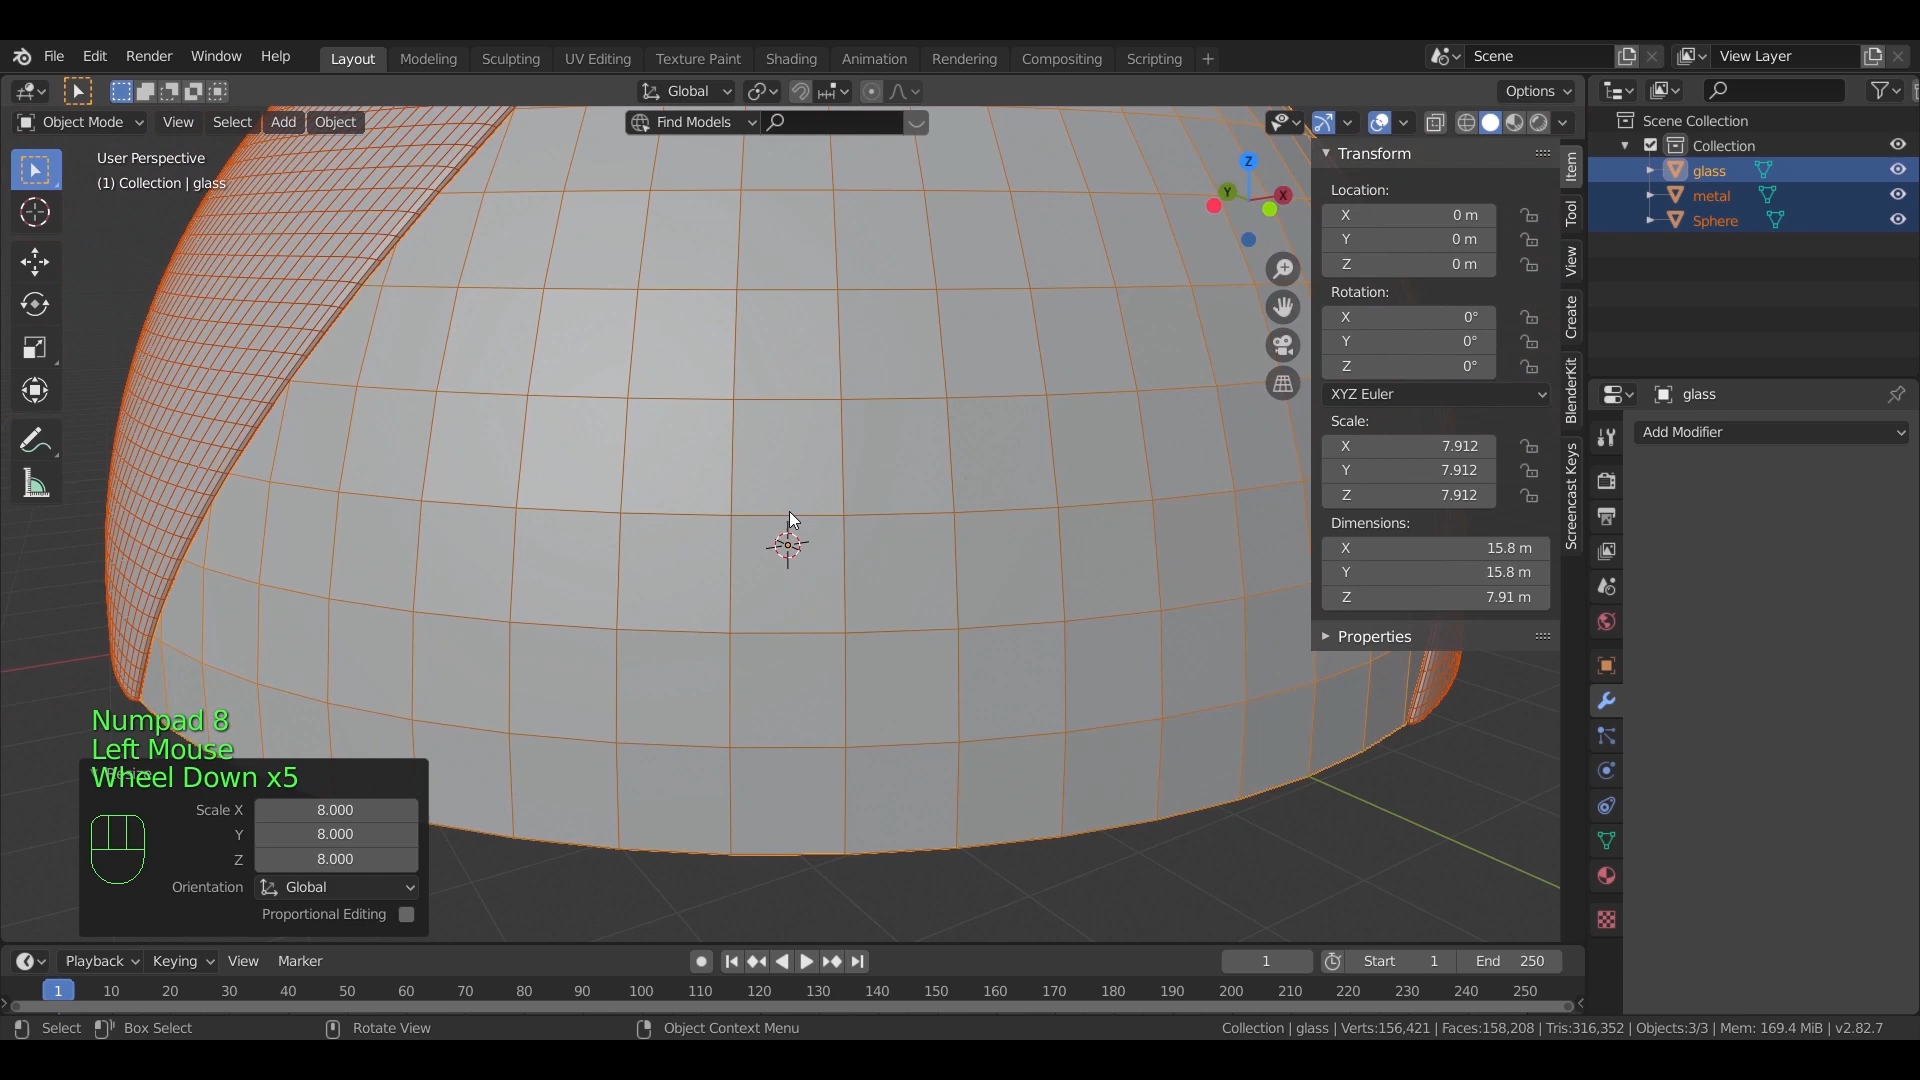 File Edit Render Window Help Layout Modeling Sculpting UV Editing Texture Paint Shading Animation Rendering Compositing Scripting + Scene View Layer
Global Options
Object Mode View Select Add Object Find Models
User Perspective
(1) Collection | glass
Transform
Location:
X 0 m
Y 0 m
Z 0 m
Rotation:
X 0°
Y 0°
Z 0°
XYZ Euler
Scale:
X 7.912
Y 7.912
Z 7.912
Dimensions:
X 15.8 m
Y 15.8 m
Z 7.91 m
Properties
Item
Tool
View
Create
BlenderKit
Screencast Keys
Z
Y
X
Scene Collection
Collection
glass
metal
Sphere
glass
Add Modifier
Numpad 8
Left Mouse
Wheel Down x5
Scale X 8.000
Y 8.000
Z 8.000
Orientation Global
Proportional Editing
Playback Keying View Marker 1 Start 1 End 250
1 10 20 30 40 50 60 70 80 90 100 110 120 130 140 150 160 170 180 190 200 210 220 230 240 250
Select Box Select Rotate View Object Context Menu Collection | glass | Verts:156,421 | Faces:158,208 | Tris:316,352 | Objects:3/3 | Mem: 169.4 MiB | v2.82.7